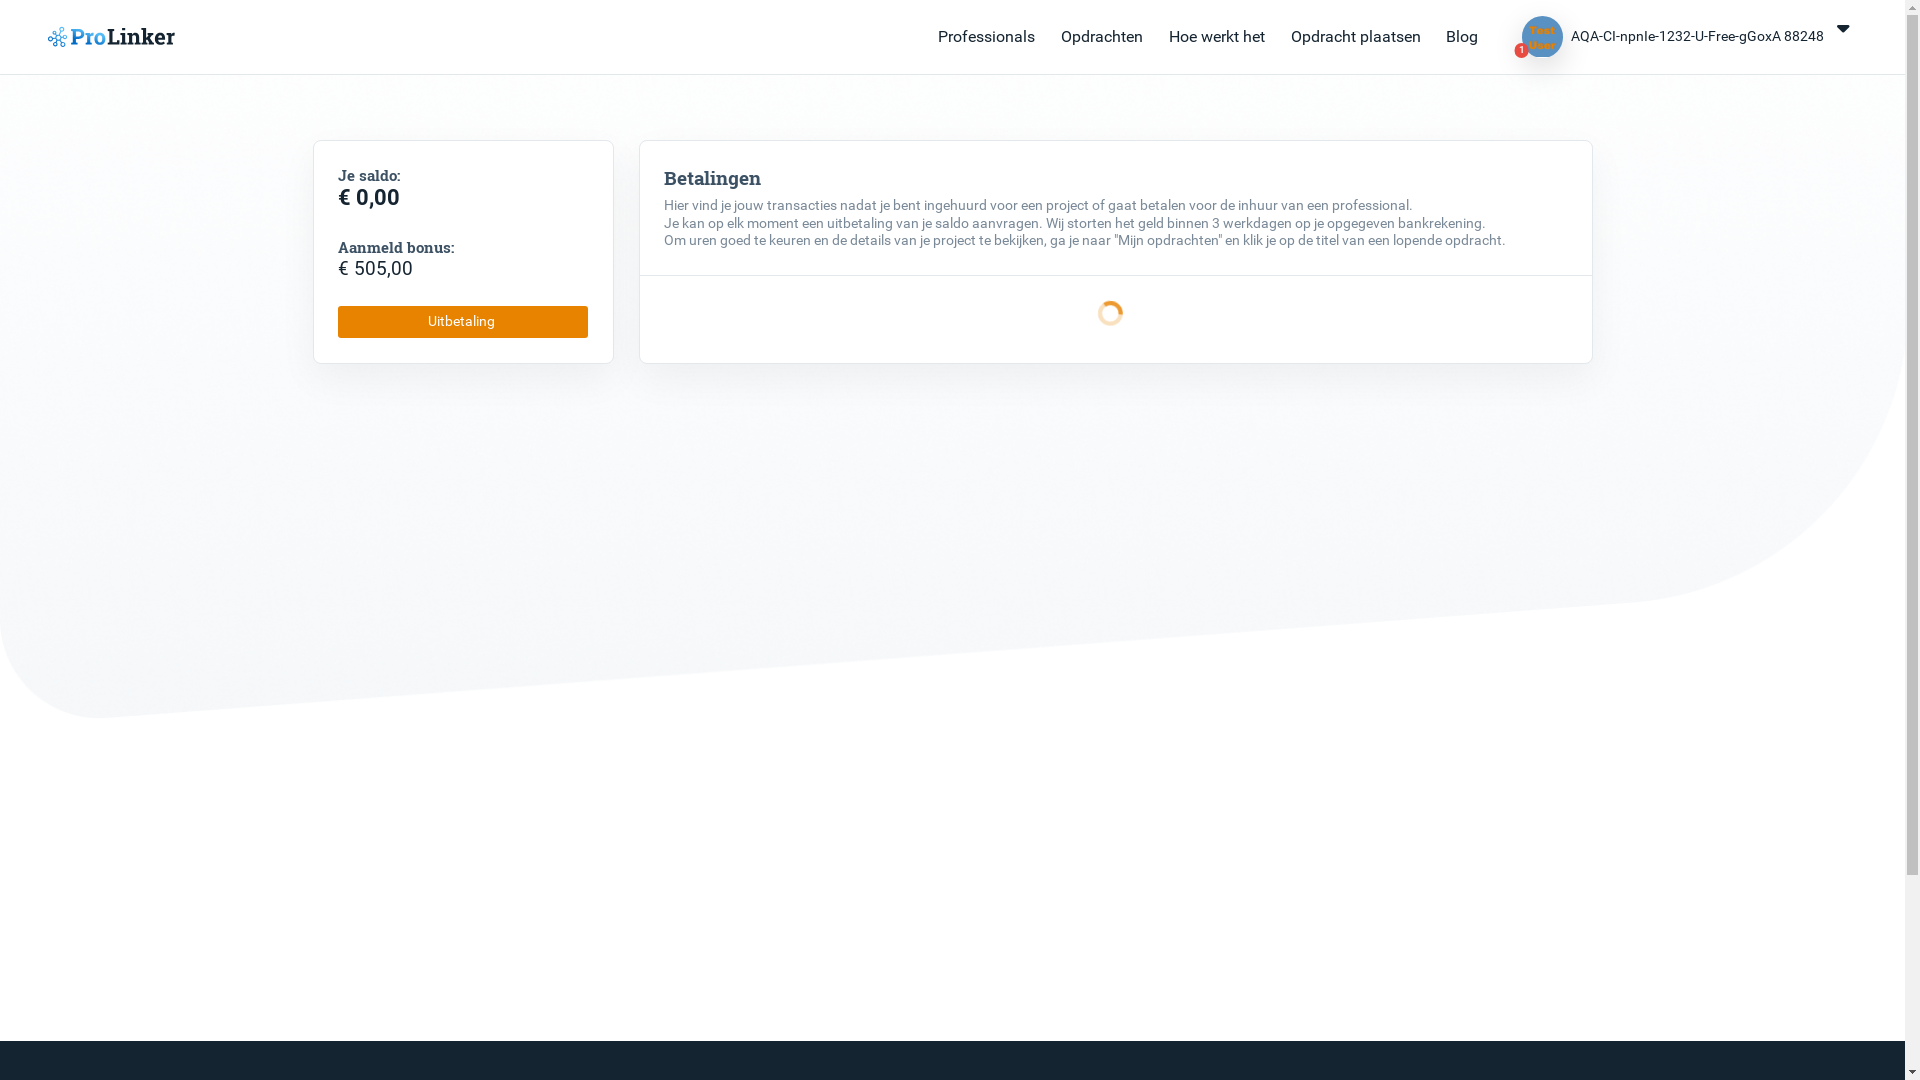 ProLinker
Professionals
Opdrachten
Hoe werkt het
Opdracht plaatsen
Blog
Test
User
1
AQA-CI-npnIe-1232-U-Free-gGoxA 88248
Je saldo:
€ 0,00
Aanmeld bonus:
€ 505,00
Uitbetaling
Betalingen
Hier vind je jouw transacties nadat je bent ingehuurd voor een project of gaat betalen voor de inhuur van een professional.
Je kan op elk moment een uitbetaling van je saldo aanvragen. Wij storten het geld binnen 3 werkdagen op je opgegeven bankrekening.
Om uren goed te keuren en de details van je project te bekijken, ga je naar "Mijn opdrachten" en klik je op de titel van een lopende opdracht.